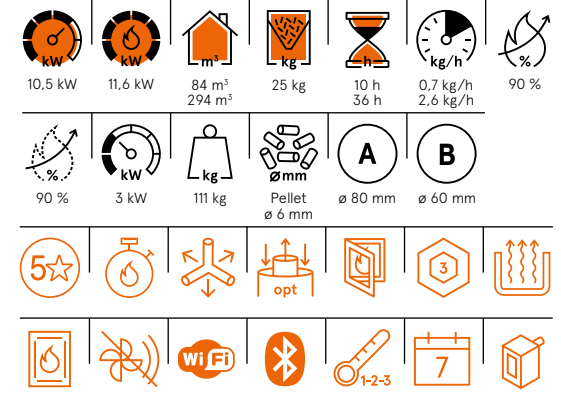 kW
kW
m³
kg
h
kg/h
%
10,5 kW
11,6 kW
84 m³
294 m³
25 kg
10 h
36 h
0,7 kg/h
2,6 kg/h
90 %
%
kW
kg
ømm
A
B
90 %
3 kW
111 kg
Pellet
ø 6 mm
ø 80 mm
ø 60 mm
5
opt
3
Wi Fi
1-2-3
7